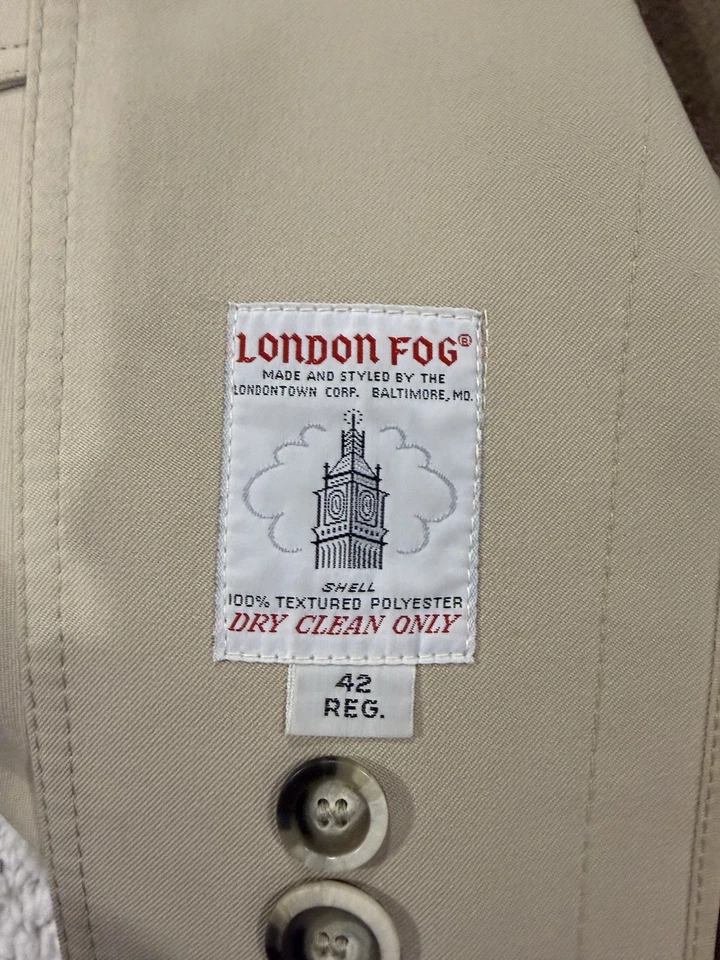 LONDON FOG®
MADE AND STYLED BY THE
LONDONTOWN CORP. BALTIMORE, MD.
SHELL
100% TEXTURED POLYESTER
DRY CLEAN ONLY
42
REG.